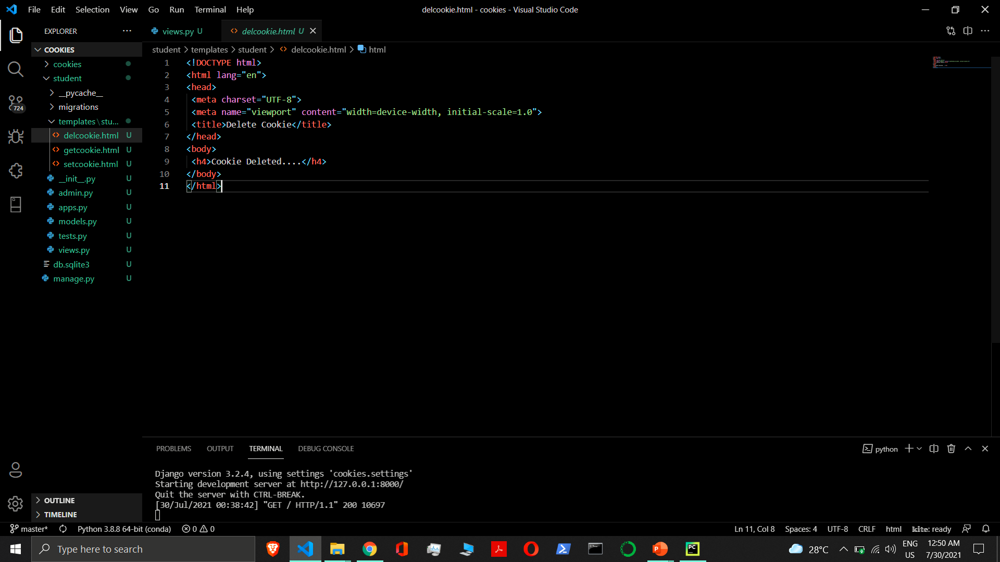 File Edit Selection View Go Run Terminal Help
delcookie.html - cookies - Visual Studio Code
EXPLORER
COOKIES
cookies
student
__pycache__
migrations
templates\stu...
delcookie.html U
getcookie.html U
setcookie.html U
__init__.py U
admin.py U
apps.py U
models.py U
tests.py U
views.py U
db.sqlite3 U
manage.py U
724
OUTLINE
TIMELINE
views.py U
delcookie.html U
student > templates > student > delcookie.html > html
1 <!DOCTYPE html>
2 <html lang="en">
3 <head>
4 <meta charset="UTF-8">
5 <meta name="viewport" content="width=device-width, initial-scale=1.0">
6 <title>Delete Cookie</title>
7 </head>
8 <body>
9 <h4>Cookie Deleted....</h4>
10 </body>
11 </html>
PROBLEMS OUTPUT TERMINAL DEBUG CONSOLE
python
Django version 3.2.4, using settings 'cookies.settings'
Starting development server at http://127.0.0.1:8000/
Quit the server with CTRL-BREAK.
[30/Jul/2021 00:38:42] "GET / HTTP/1.1" 200 10697
master* Python 3.8.8 64-bit (conda) 0 0
Ln 11, Col 8 Spaces: 4 UTF-8 CRLF html kite: ready
Type here to search
28°C
ENG
US
12:50 AM
7/30/2021